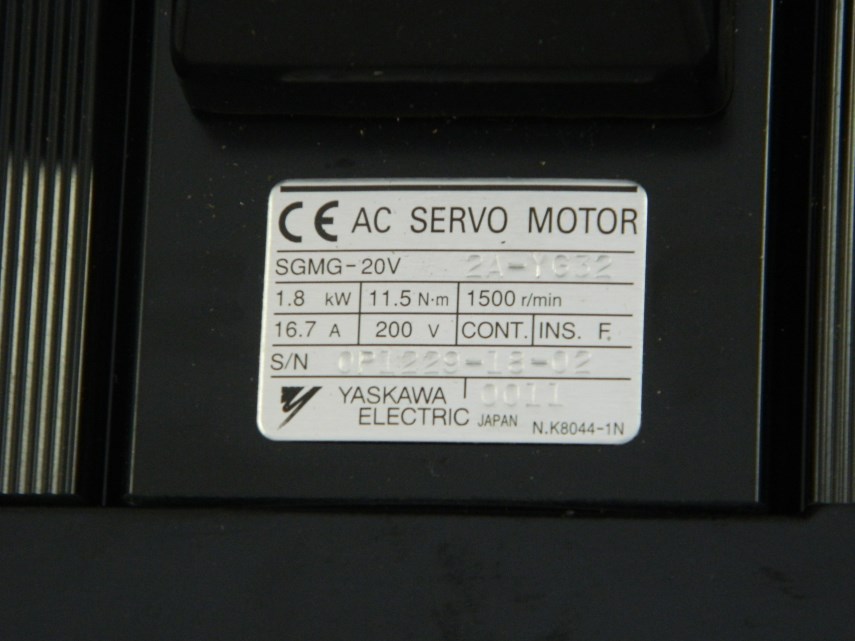 CE AC SERVO MOTOR
SGMG-20V 2A-YG32
1.8 kW 11.5 N·m 1500 r/min
16.7 A 200 V CONT. INS. F.
S/N 0P1229-18-02
YASKAWA 0011
ELECTRIC JAPAN N.K8044-1N